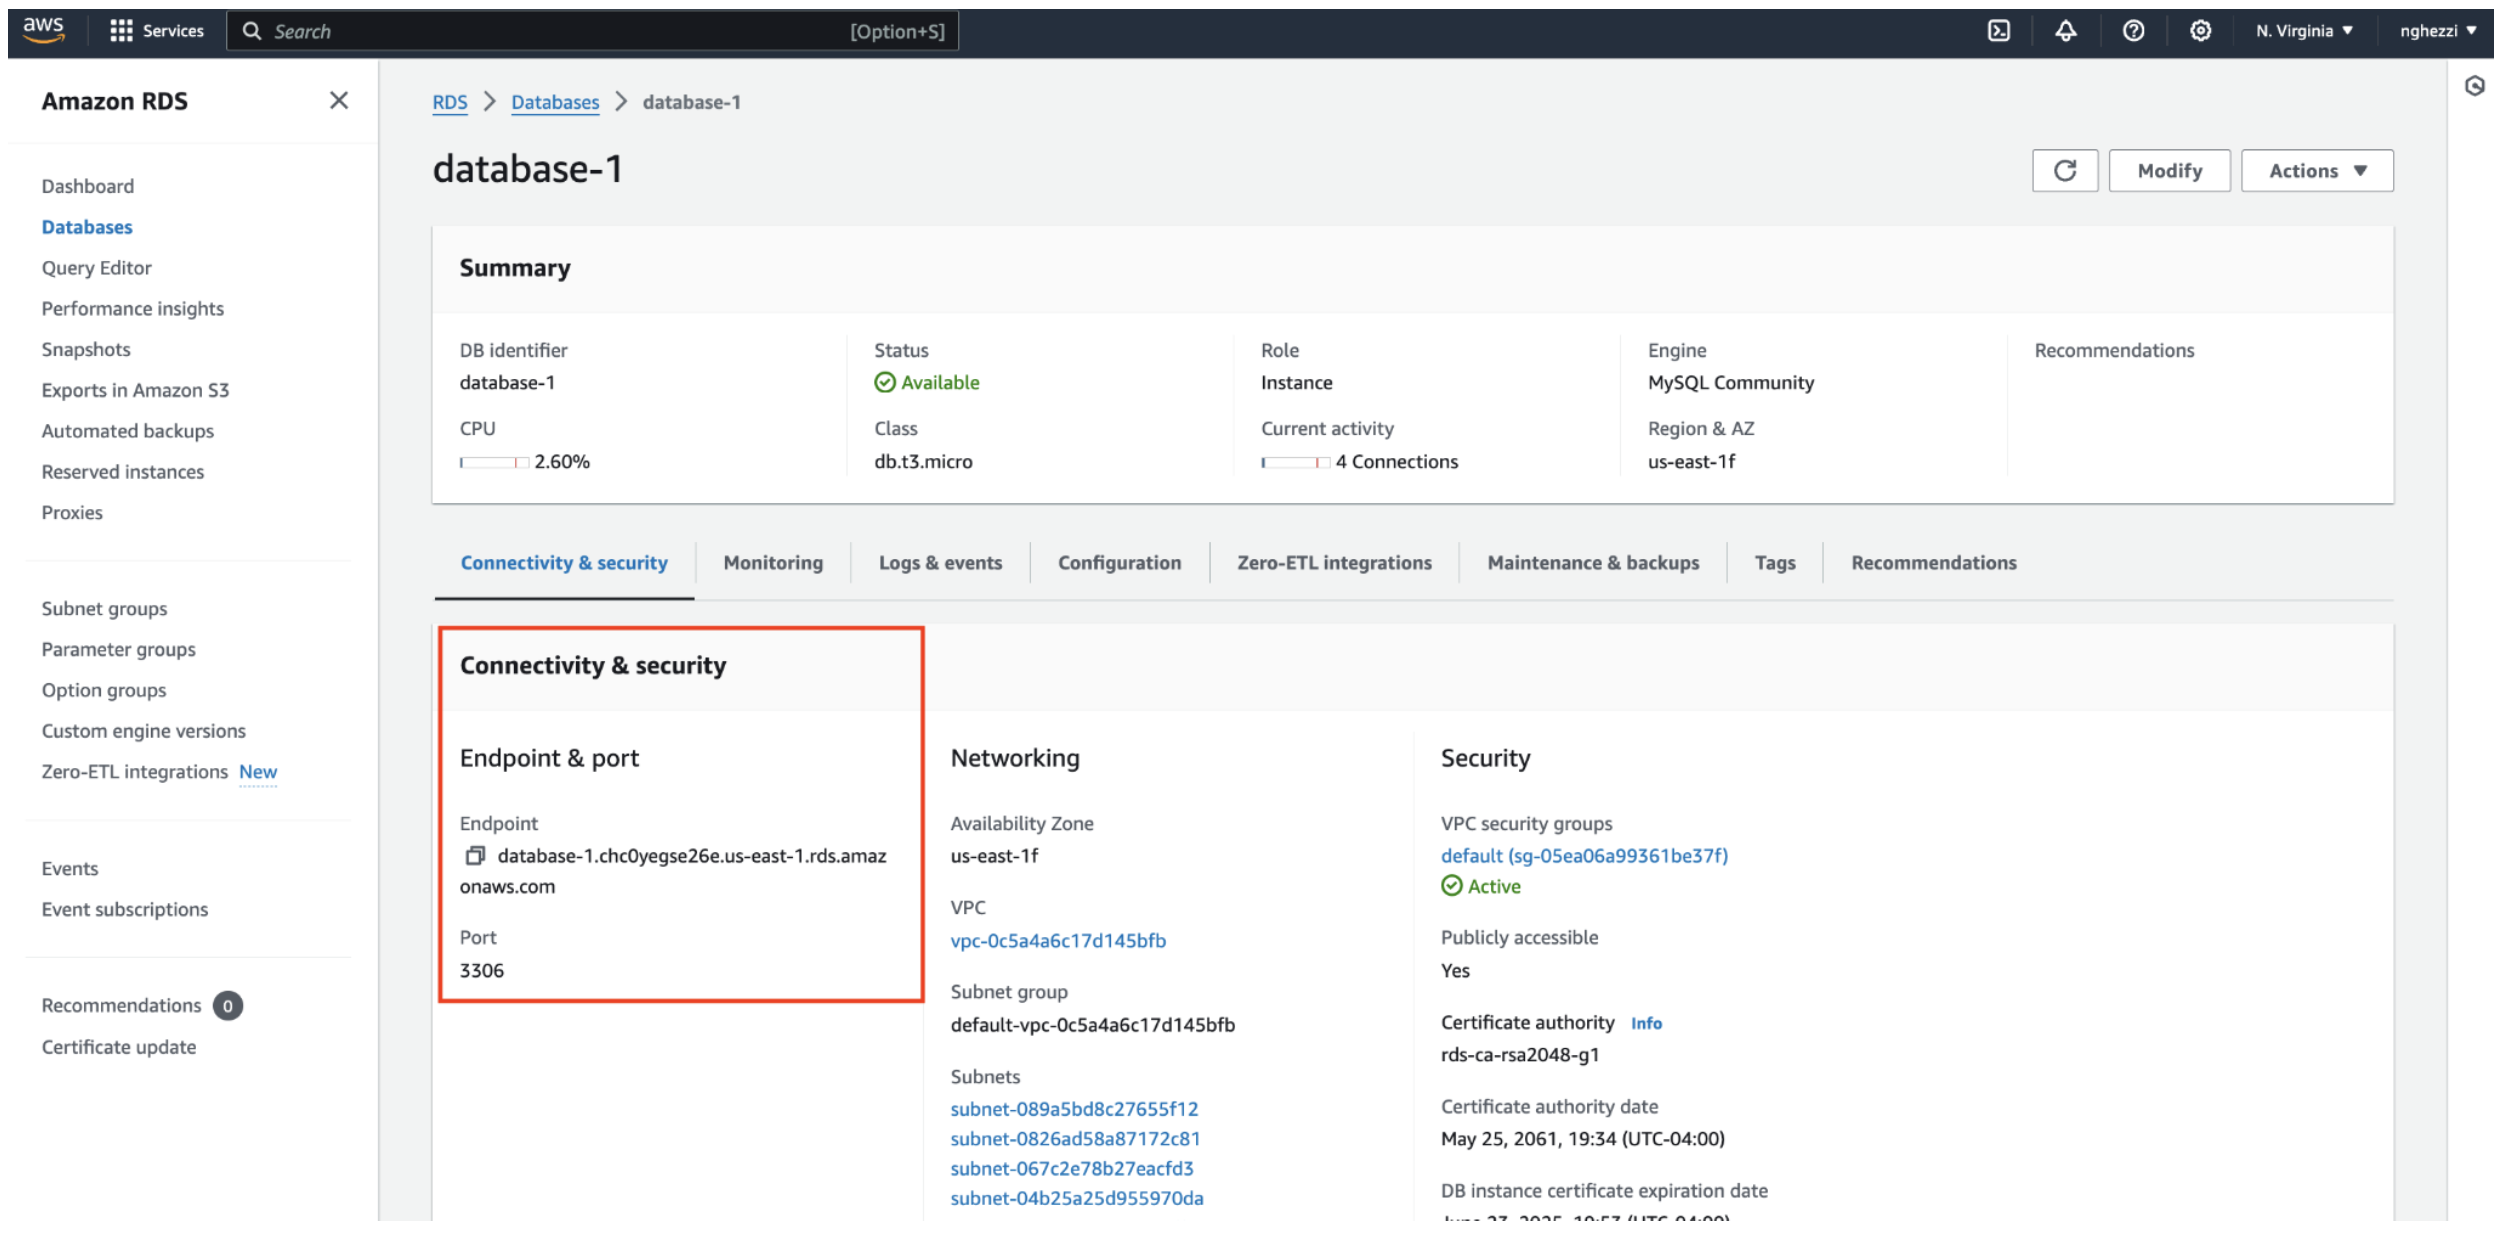 aws
Services
Search
[Option+S]
N. Virginia
nghezzi
Amazon RDS
Dashboard
Databases
Query Editor
Performance insights
Snapshots
Exports in Amazon S3
Automated backups
Reserved instances
Proxies
Subnet groups
Parameter groups
Option groups
Custom engine versions
Zero-ETL integrations New
Events
Event subscriptions
Recommendations 0
Certificate update
RDS > Databases > database-1
database-1
Modify
Actions
Summary
DB identifier
database-1
Status
Available
Role
Instance
Engine
MySQL Community
Recommendations
CPU
2.60%
Class
db.t3.micro
Current activity
4 Connections
Region & AZ
us-east-1f
Connectivity & security
Monitoring
Logs & events
Configuration
Zero-ETL integrations
Maintenance & backups
Tags
Recommendations
Connectivity & security
Endpoint & port
Endpoint
database-1.chc0yegse26e.us-east-1.rds.amaz
onaws.com
Port
3306
Networking
Availability Zone
us-east-1f
VPC
vpc-0c5a4a6c17d145bfb
Subnet group
default-vpc-0c5a4a6c17d145bfb
Subnets
subnet-089a5bd8c27655f12
subnet-0826ad58a87172c81
subnet-067c2e78b27eacfd3
subnet-04b25a25d955970da
Security
VPC security groups
default (sg-05ea06a99361be37f)
Active
Publicly accessible
Yes
Certificate authority Info
rds-ca-rsa2048-g1
Certificate authority date
May 25, 2061, 19:34 (UTC-04:00)
DB instance certificate expiration date